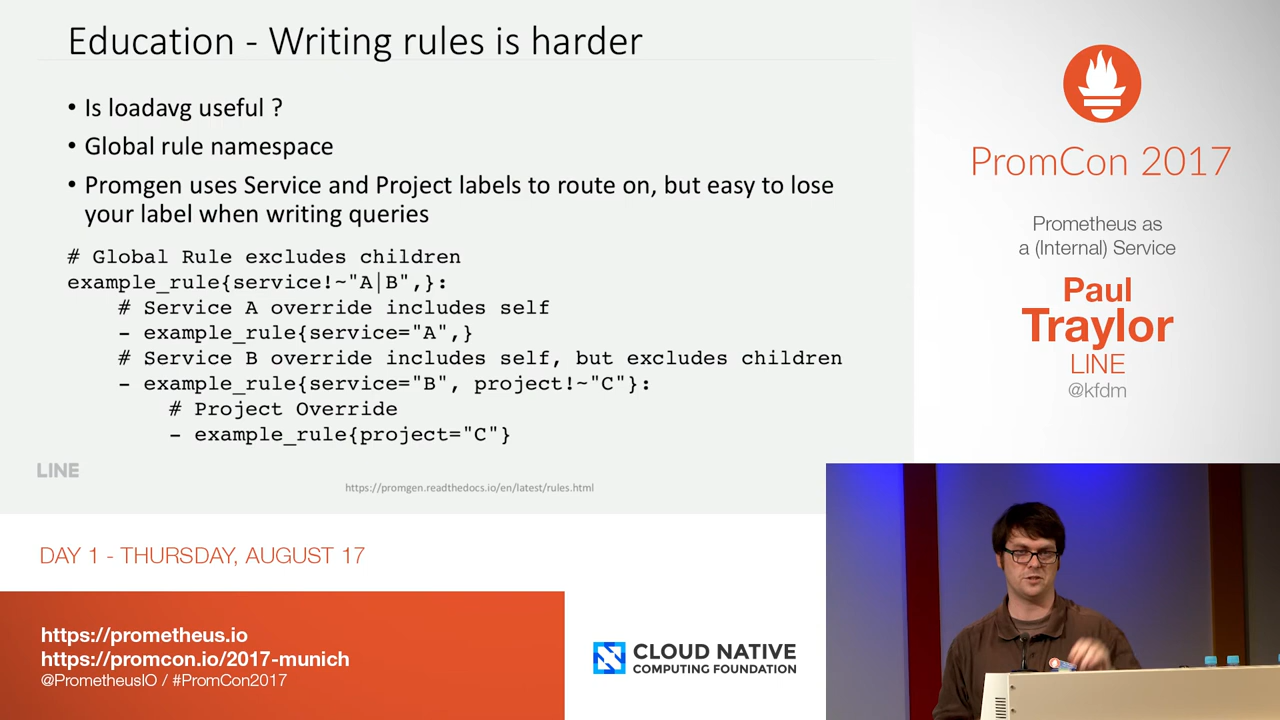 Education - Writing rules is harder
• Is loadavg useful ?
• Global rule namespace
• Promgen uses Service and Project labels to route on, but easy to lose
your label when writing queries
# Global Rule excludes children
example_rule{service!~"A|B",}:
# Service A override includes self
- example_rule{service="A",}
# Service B override includes self, but excludes children
- example_rule{service="B", project!~"C"}:
# Project Override
- example_rule{project="C"}
LINE
https://promgen.readthedocs.io/en/latest/rules.html
PromCon 2017
Prometheus as
a (Internal) Service
Paul
Traylor
LINE
@kfdm
DAY 1 - THURSDAY, AUGUST 17
https://prometheus.io
https://promcon.io/2017-munich
@PrometheusIO / #PromCon2017
CLOUD NATIVE
COMPUTING FOUNDATION